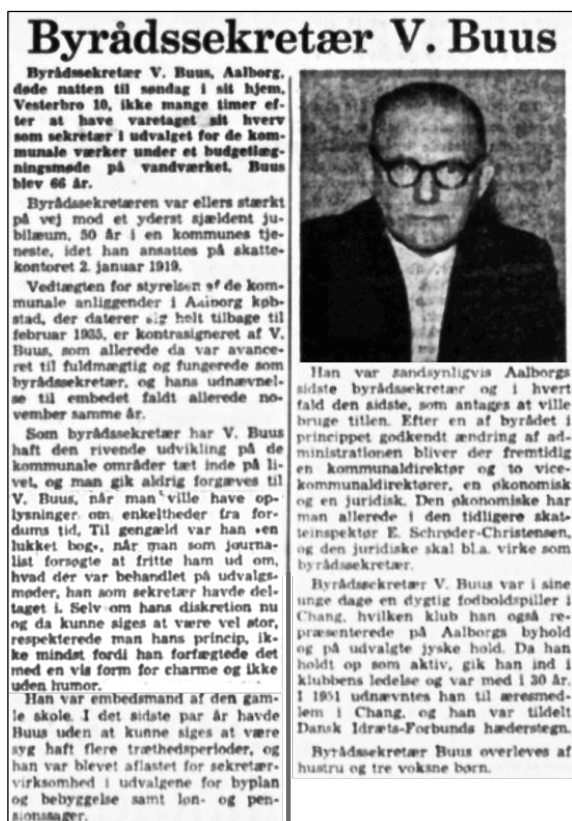 Byrådssekretær V. Buus
Byrådssekretær V. Buus, Aalborg,
døde natten til søndag i sit hjem,
Vesterbro 10, ikke mange timer ef-
ter at have varetaget sit hverv
som sekretær i udvalget for de kom-
munale værker under et budgetlæg-
ningsmøde på vandværket. Buus
blev 66 år.
Byrådssekretæren var ellers stærkt
på vej mod et yderst sjældent ju-
bilæum, 50 år i en kommunes tje-
neste, idet han ansattes på skatte-
kontoret 2. januar 1919.
Vedtægten for styrelsen af de kom-
munale anliggender i Aalborg køb-
stad, der daterer sig helt tilbage til
februar 1935, er kontrasigneret af V.
Buus, som allerede da var avance-
ret til fuldmægtig og fungerede som
byrådssekretær, og hans udnævnel-
se til embedet faldt allerede no-
vember samme år.
Som byrådssekretær har V. Buus
haft den rivende udvikling på de
kommunale områder tæt inde på li-
vet, og man gik aldrig forgæves til
V. Buus, når man ville have op-
lysninger om enkeltheder fra for-
dums tid. Til gengæld var han »en
lukket bog«, når man som journa-
list forsøgte at fritte ham ud om,
hvad der var behandlet på udvalgs-
møder, han som sekretær havde del-
taget i. Selv om hans diskretion nu
og da kunne siges at være vel stor,
respekterede man hans princip, ik-
ke mindst fordi han forfægtede det
med en vis form for charme og ikke
uden humor.
Han var embedsmand af den gam-
le skole. I det sidste par år havde
Buus uden at kunne siges at være
syg haft flere træthedsperioder, og
han var blevet aflastet for sekretær-
virksomhed i udvalgene for byplan
og bebyggelse samt løn- og pen-
sionssager.
Han var sandsynligvis Aalborgs
sidste byrådssekretær og i hvert
fald den sidste, som antages at ville
bruge titlen. Efter en af byrådet i
princippet godkendt ændring af ad-
ministrationen bliver der fremtidig
en kommunaldirektør og to vice-
kommunaldirektører, en økonomisk
og en juridisk. Den økonomiske har
man allerede i den tidligere skat-
teinspektør E. Schrøder-Christensen,
og den juridiske skal bl.a. virke som
byrådssekretær.
Byrådssekretær V. Buus var i sine
unge dage en dygtig fodboldspiller i
Chang, hvilken klub han også re-
præsenterede på Aalborgs byhold
og på udvalgte jyske hold. Da han
holdt op som aktiv, gik han ind i
klubbens ledelse og var med i 30 år.
I 1951 udnævntes han til æresmed-
lem i Chang, og han var tildelt
Dansk Idræts-Forbunds hæderstegn.
Byrådssekretær Buus overleves af
hustru og tre voksne børn.